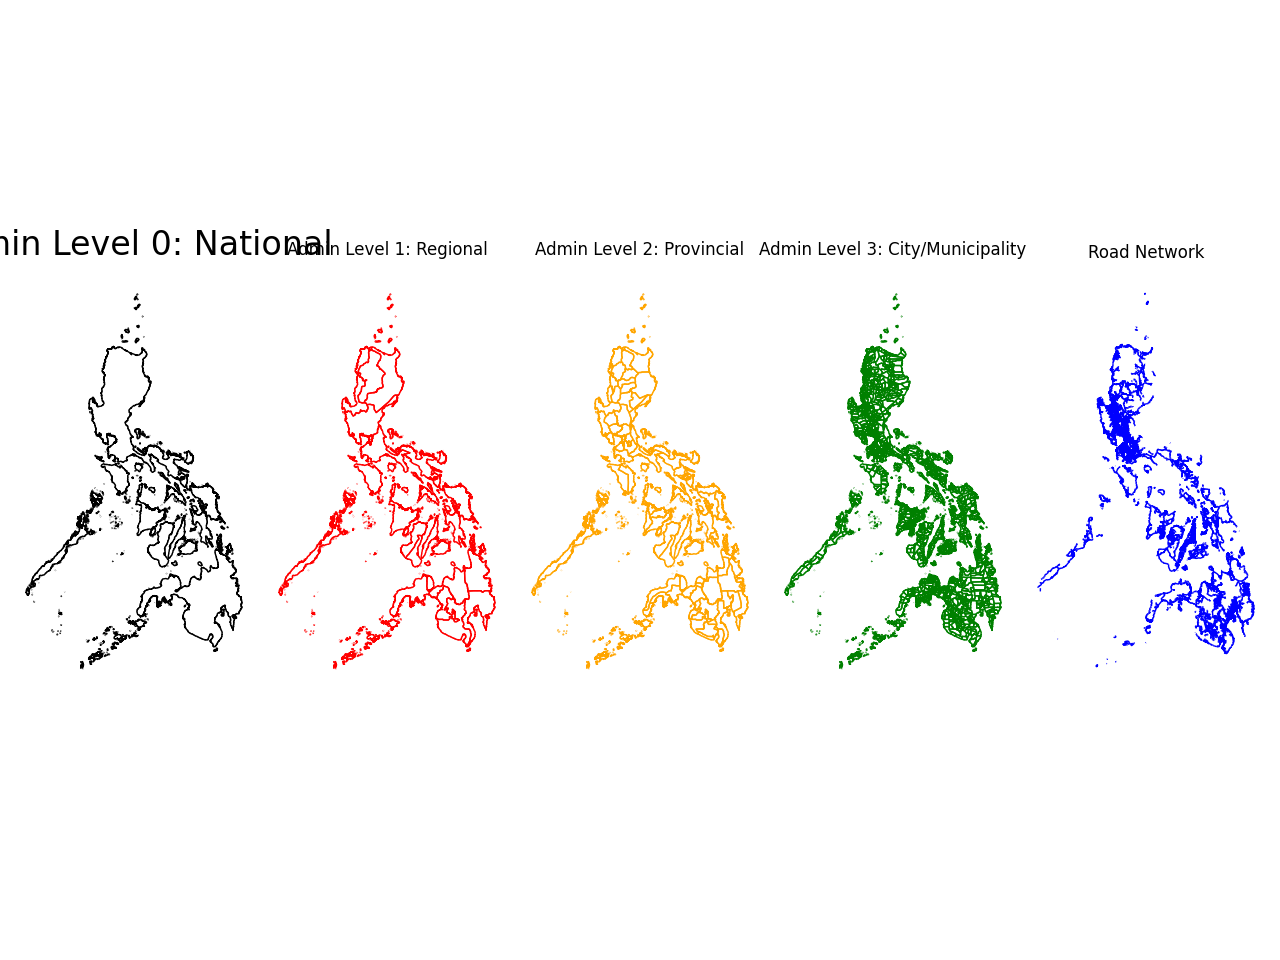 min Level 0: National
Admin Level 1: Regional
Admin Level 2: Provincial
Admin Level 3: City/Municipality
Road Network